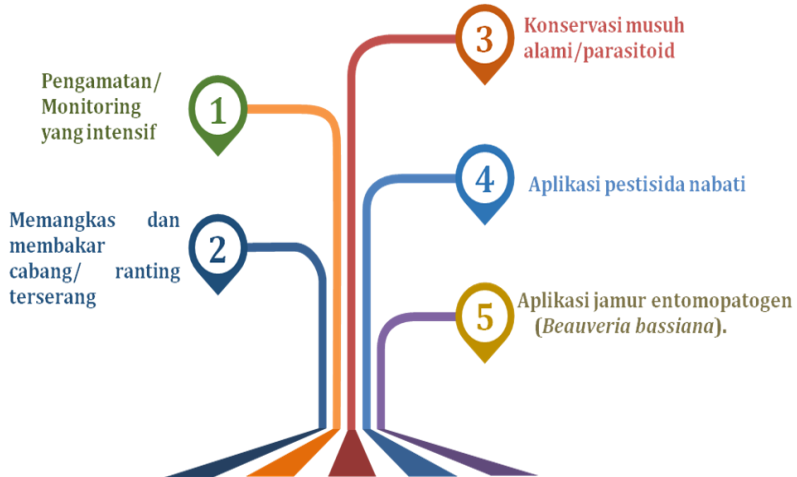 1
Pengamatan/
Monitoring
yang intensif
2
Memangkas dan
membakar
cabang/ ranting
terserang
3
Konservasi musuh
alami/parasitoid
4
Aplikasi pestisida nabati
5
Aplikasi jamur entomopatogen
(Beauveria bassiana).